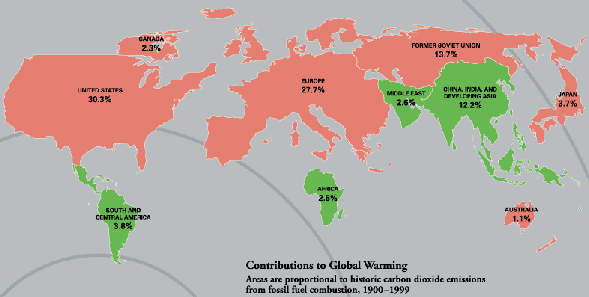 CANADA
2.3%
UNITED STATES
30.3%
EUROPE
27.7%
FORMER SOVIET UNION
13.7%
MIDDLE EAST
2.6%
CHINA, INDIA, AND
DEVELOPING ASIA
12.2%
JAPAN
3.7%
AFRICA
2.5%
SOUTH AND
CENTRAL AMERICA
3.8%
AUSTRALIA
1.1%
Contributions to Global Warming
Areas are proportional to historic carbon dioxide emissions
from fossil fuel combustion, 1900–1999